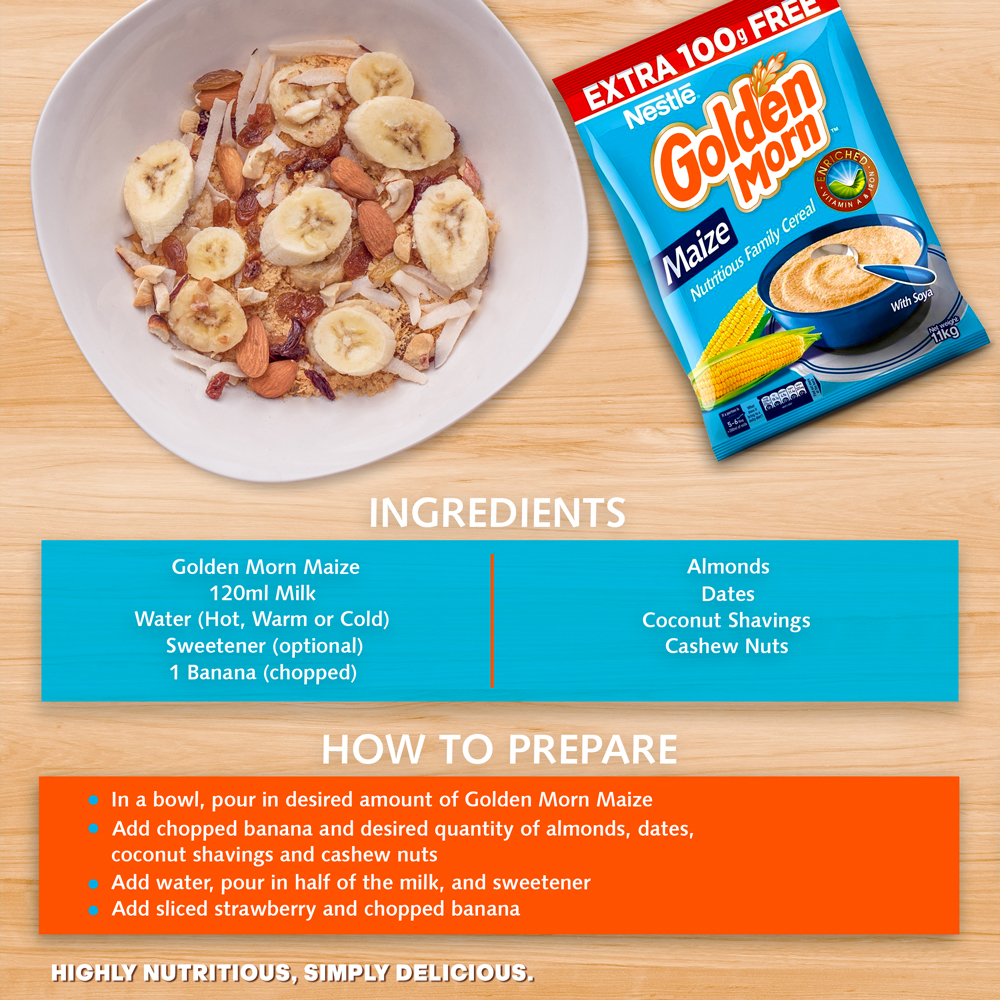 EXTRA 100g FREE
Nestlé
Golden
Morn™
ENRICHED
VITAMIN A & IRON
Maize
Nutritious Family Cereal
With Soya
Net weight
1.1kg
5-6
INGREDIENTS
Golden Morn Maize
120ml Milk
Water (Hot, Warm or Cold)
Sweetener (optional)
1 Banana (chopped)
Almonds
Dates
Coconut Shavings
Cashew Nuts
HOW TO PREPARE
• In a bowl, pour in desired amount of Golden Morn Maize
• Add chopped banana and desired quantity of almonds, dates,
coconut shavings and cashew nuts
• Add water, pour in half of the milk, and sweetener
• Add sliced strawberry and chopped banana
HIGHLY NUTRITIOUS, SIMPLY DELICIOUS.